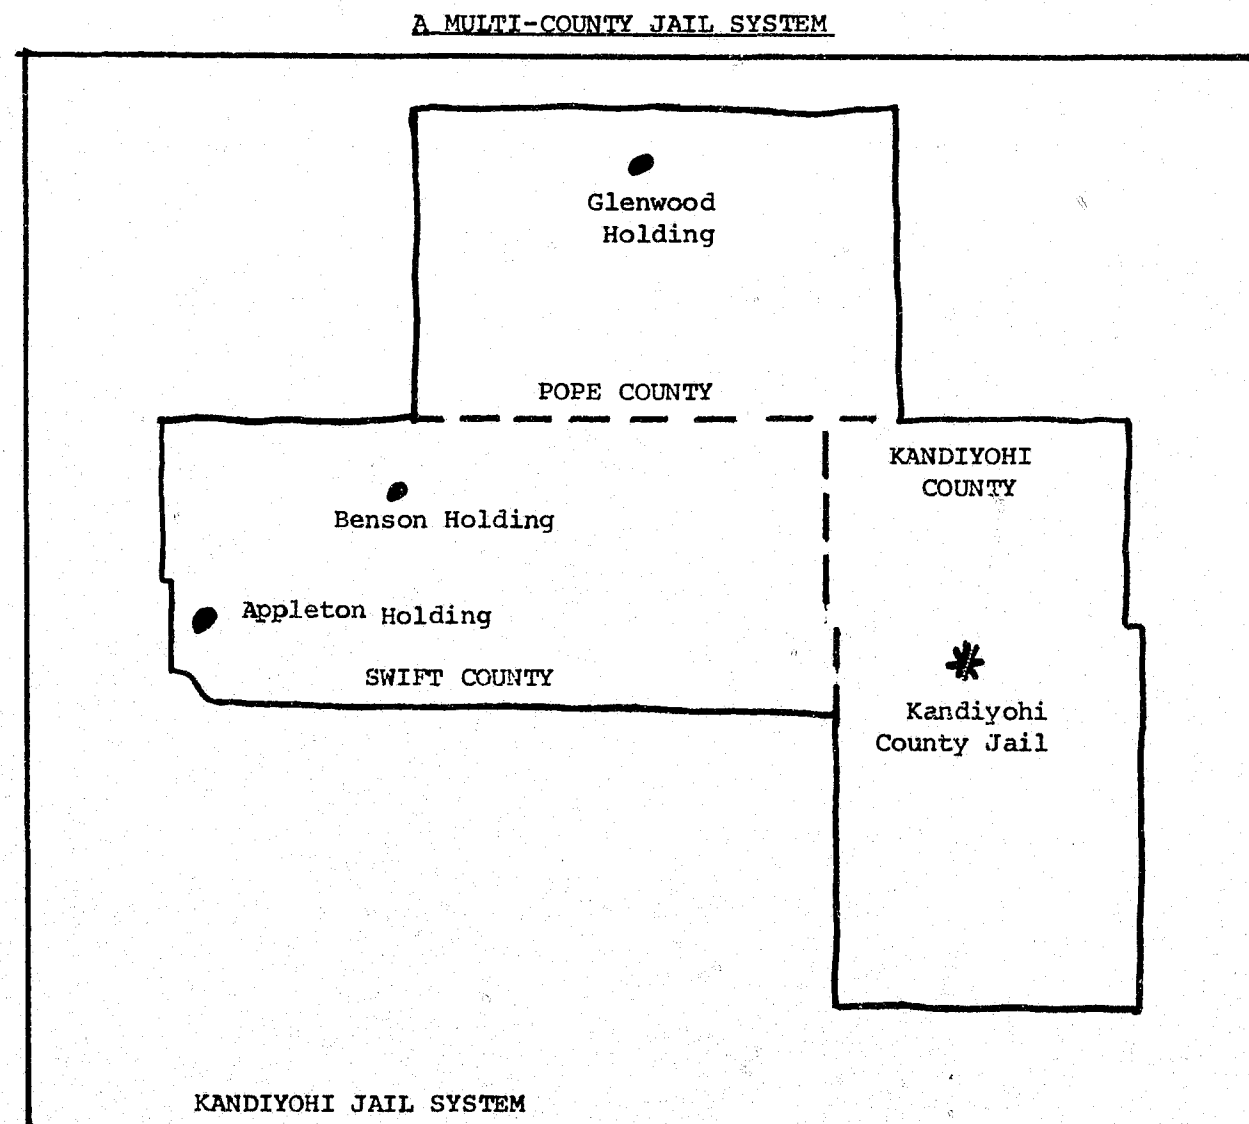 A MULTI-COUNTY JAIL SYSTEM
Glenwood
Holding
POPE COUNTY
KANDIYOHI
COUNTY
Benson Holding
Appleton Holding
SWIFT COUNTY
Kandiyohi
County Jail
KANDIYOHI JAIL SYSTEM